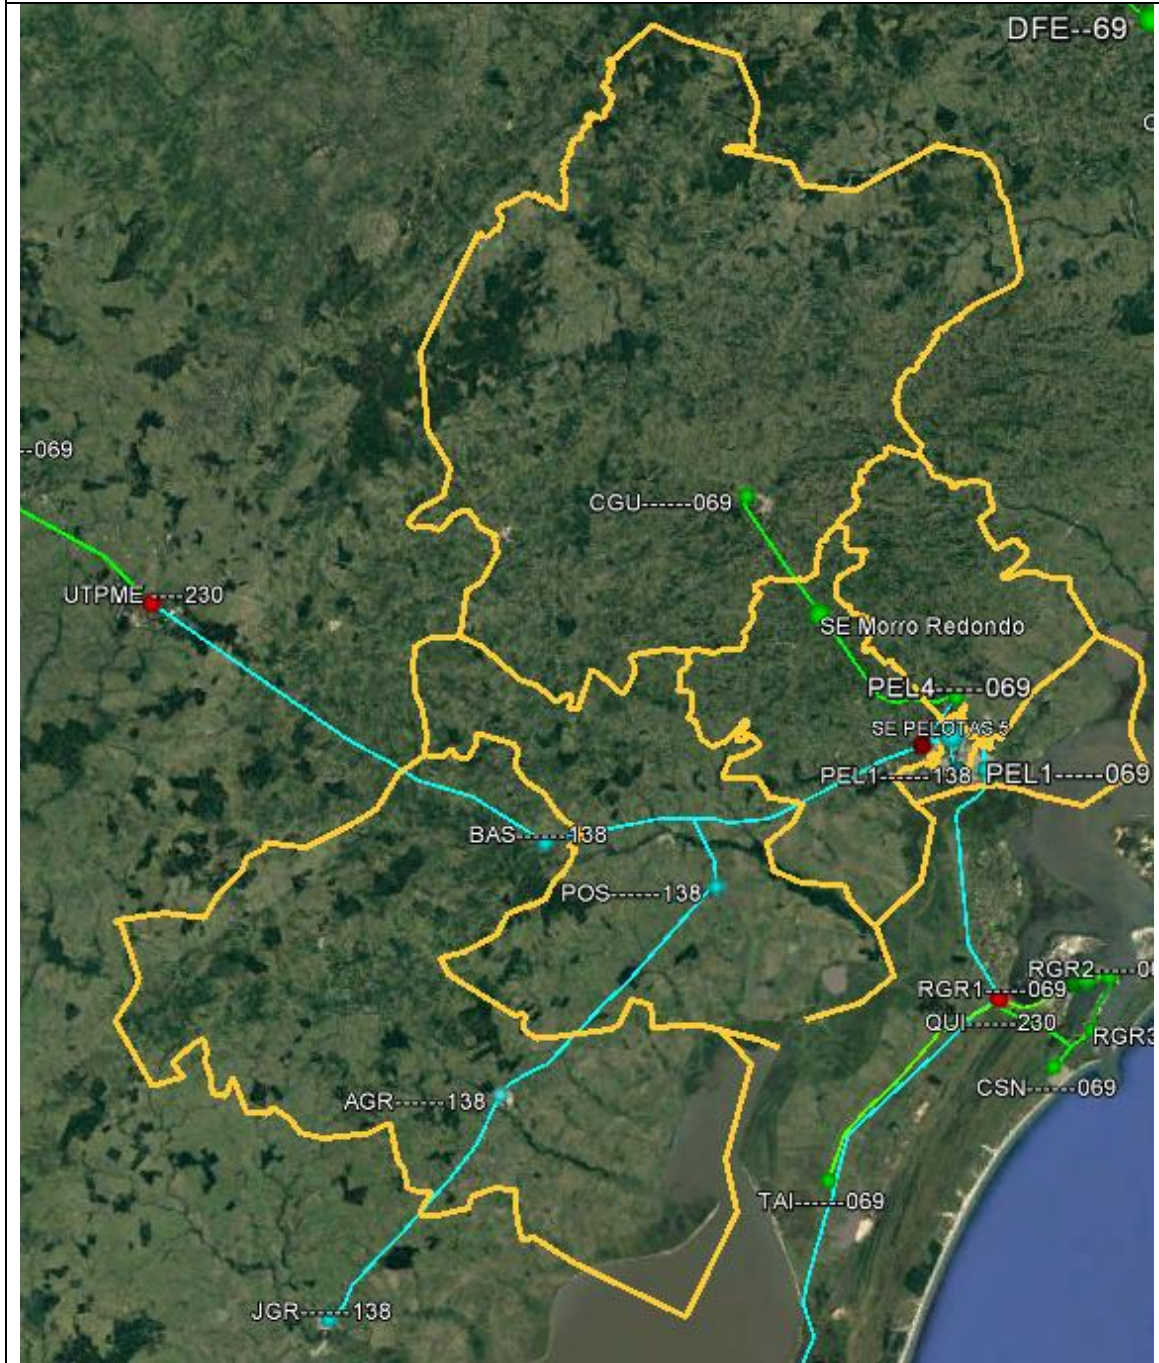 DFE--69
--069
CGU------069
UTPME----230
SE Morro Redondo
PEL4-----069
SE PELOTAS 5
PEL1------138
PEL1-----069
BAS------138
POS------138
RGR2-----0
RGR1-----069
QUI------230
RGR3
CSN------069
AGR------138
TAI------069
JGR------138